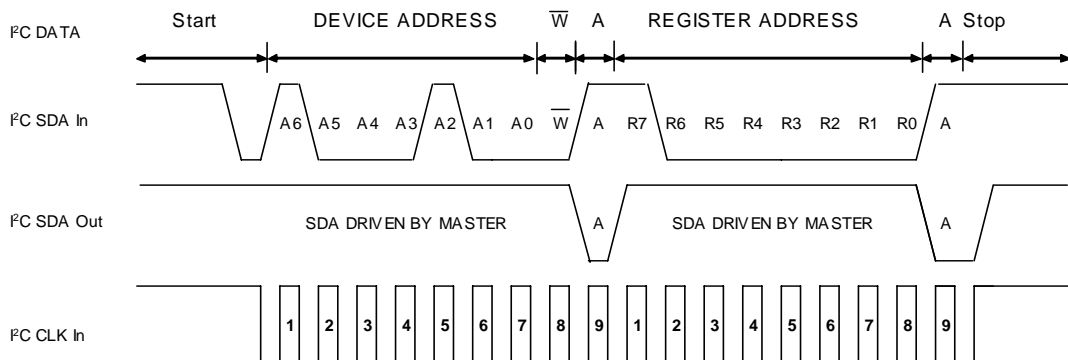 I²C DATA Start DEVICE ADDRESS W̅ A REGISTER ADDRESS A Stop
I²C SDA In A6 A5 A4 A3 A2 A1 A0 W̅ A R7 R6 R5 R4 R3 R2 R1 R0 A
I²C SDA Out SDA DRIVEN BY MASTER A SDA DRIVEN BY MASTER A
I²C CLK In 1 2 3 4 5 6 7 8 9 1 2 3 4 5 6 7 8 9